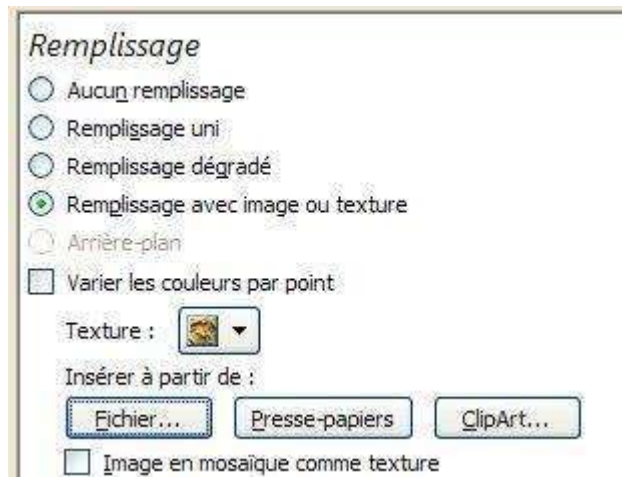 Remplissage
Aucun remplissage
Remplissage uni
Remplissage dégradé
Remplissage avec image ou texture
Arrière-plan
Varier les couleurs par point
Texture :
Insérer à partir de :
Fichier... Presse-papiers ClipArt...
Image en mosaïque comme texture